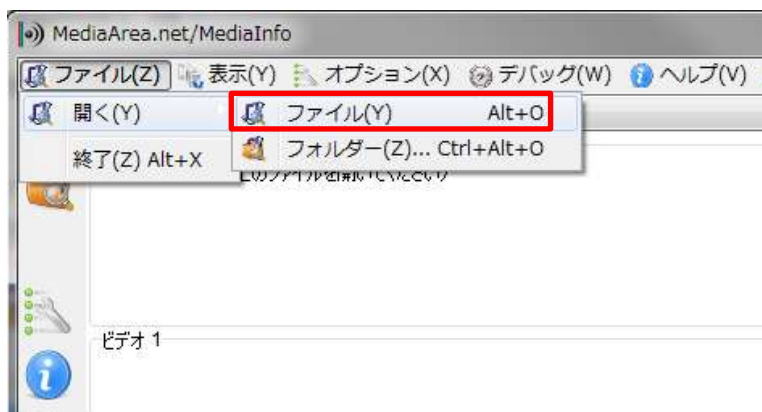 MediaArea.net/MediaInfo
ファイル(Z) 表示(Y) オプション(X) デバッグ(W) ヘルプ(V)
開く(Y) ファイル(Y) Alt+O
終了(Z) Alt+X フォルダー(Z)... Ctrl+Alt+O
ビデオ 1